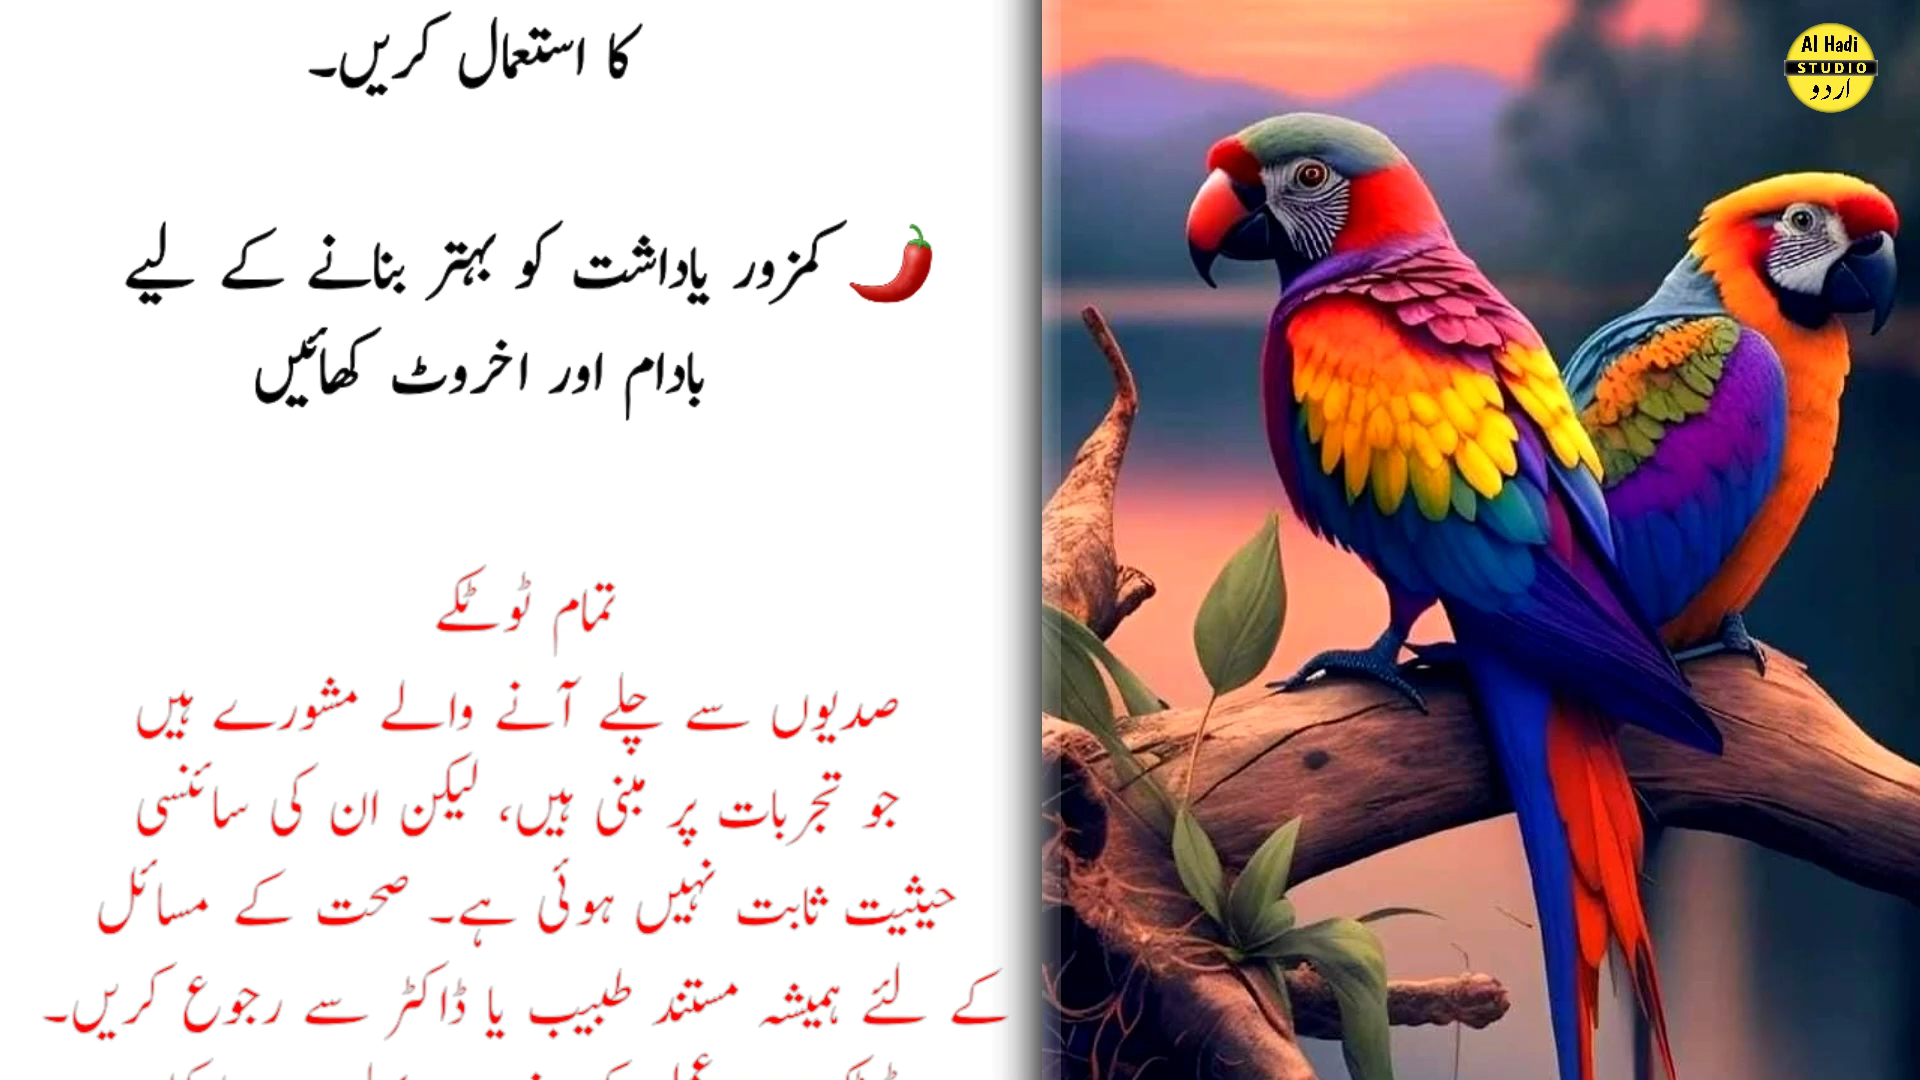 کا استعمال کریں۔
کمزور یاداشت کو بہتر بنانے کے لیے
بادام اور اخروٹ کھائیں
تمام ٹوٹکے
صدیوں سے چلے آنے والے مشورے ہیں
جو تجربات پر مبنی ہیں، لیکن ان کی سائنسی
حیثیت ثابت نہیں ہوئی ہے۔ صحت کے مسائل
کے لئے ہمیشہ مستند طبیب یا ڈاکٹر سے رجوع کریں۔
Al Hadi
STUDIO
اردو